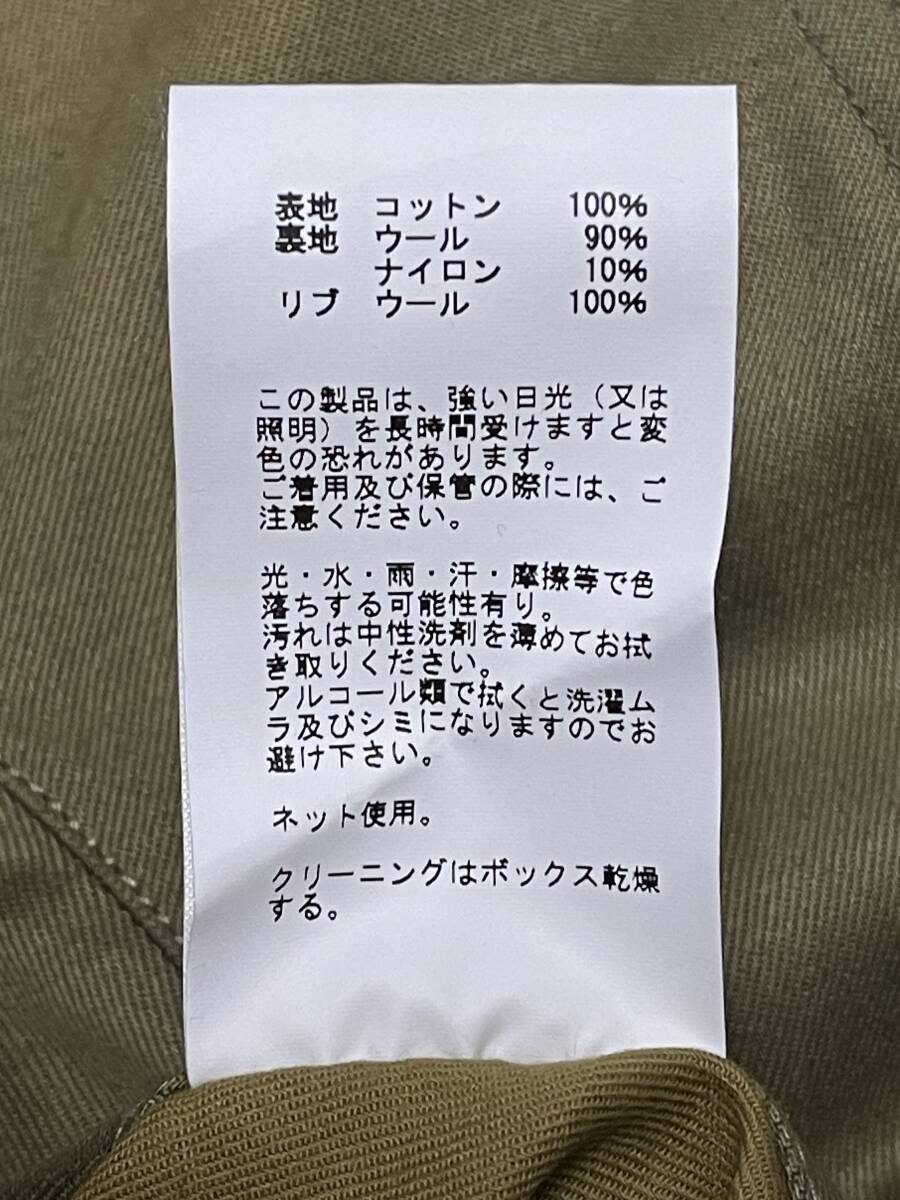 表地 コットン 100%
裏地 ウール 90%
ナイロン 10%
リブ ウール 100%
この製品は、強い日光（又は
照明）を長時間受けますと変
色の恐れがあります。
ご着用及び保管の際には、ご
注意ください。
光・水・雨・汗・摩擦等で色
落ちする可能性有り。
汚れは中性洗剤を薄めてお拭
き取りください。
アルコール類で拭くと洗濯ム
ラ及びシミになりますのでお
避け下さい。
ネット使用。
クリーニングはボックス乾燥
する。